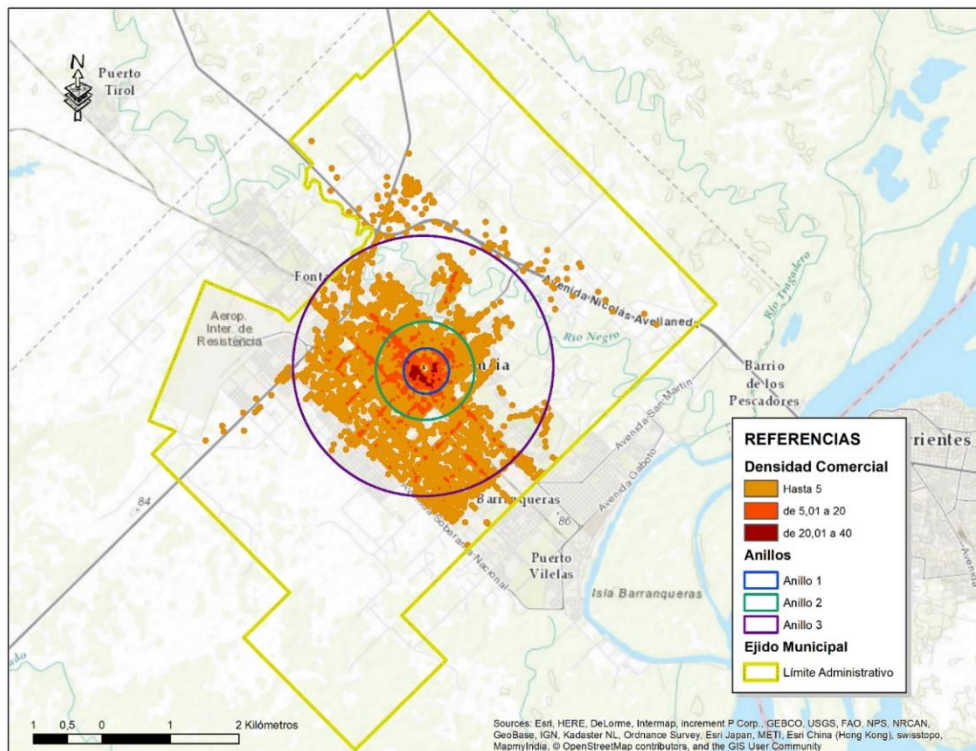 N
Puerto
Tirol
Fonta
Aerop.
Inter. de
Resistencia
Avenida Nicolás Avellaneda
Río Negro
Río Tragadero
Barrio
de los
Pescadores
Avenida San Martín
Avenida Gaboto
Barranqueras
Soberanía Nacional
84
86
Puerto
Vilelas
Isla Barranqueras
rrientes
Avenida
REFERENCIAS
Densidad Comercial
Hasta 5
de 5,01 a 20
de 20,01 a 40
Anillos
Anillo 1
Anillo 2
Anillo 3
Ejido Municipal
Límite Administrativo
1 0,5 0 1 2 Kilómetros
Sources: Esri, HERE, DeLorme, Intermap, increment P Corp., GEBCO, USGS, FAO, NPS, NRCAN,
GeoBase, IGN, Kadaster NL, Ordnance Survey, Esri Japan, METI, Esri China (Hong Kong), swisstopo,
MapmyIndia, © OpenStreetMap contributors, and the GIS User Community